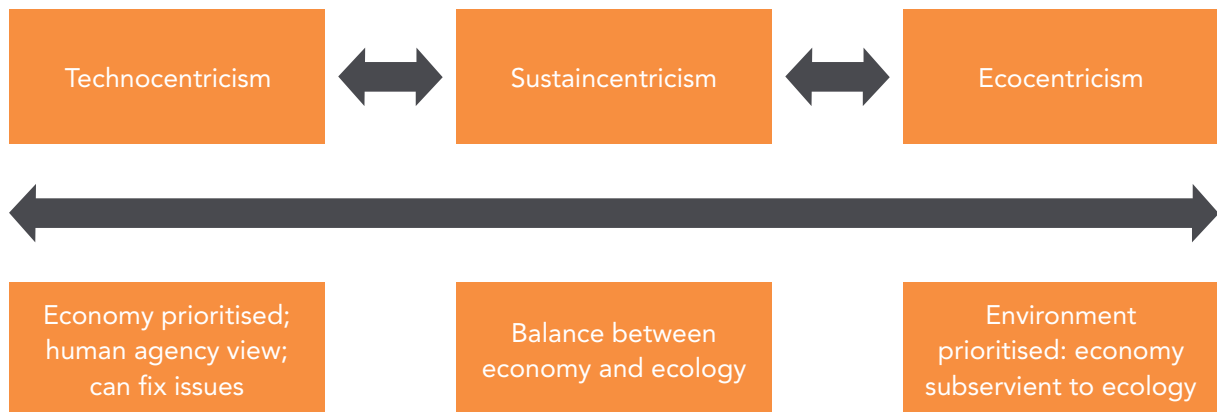 Technocentricism
Sustaincentricism
Ecocentricism
Economy prioritised;
human agency view;
can fix issues
Balance between
economy and ecology
Environment
prioritised: economy
subservient to ecology